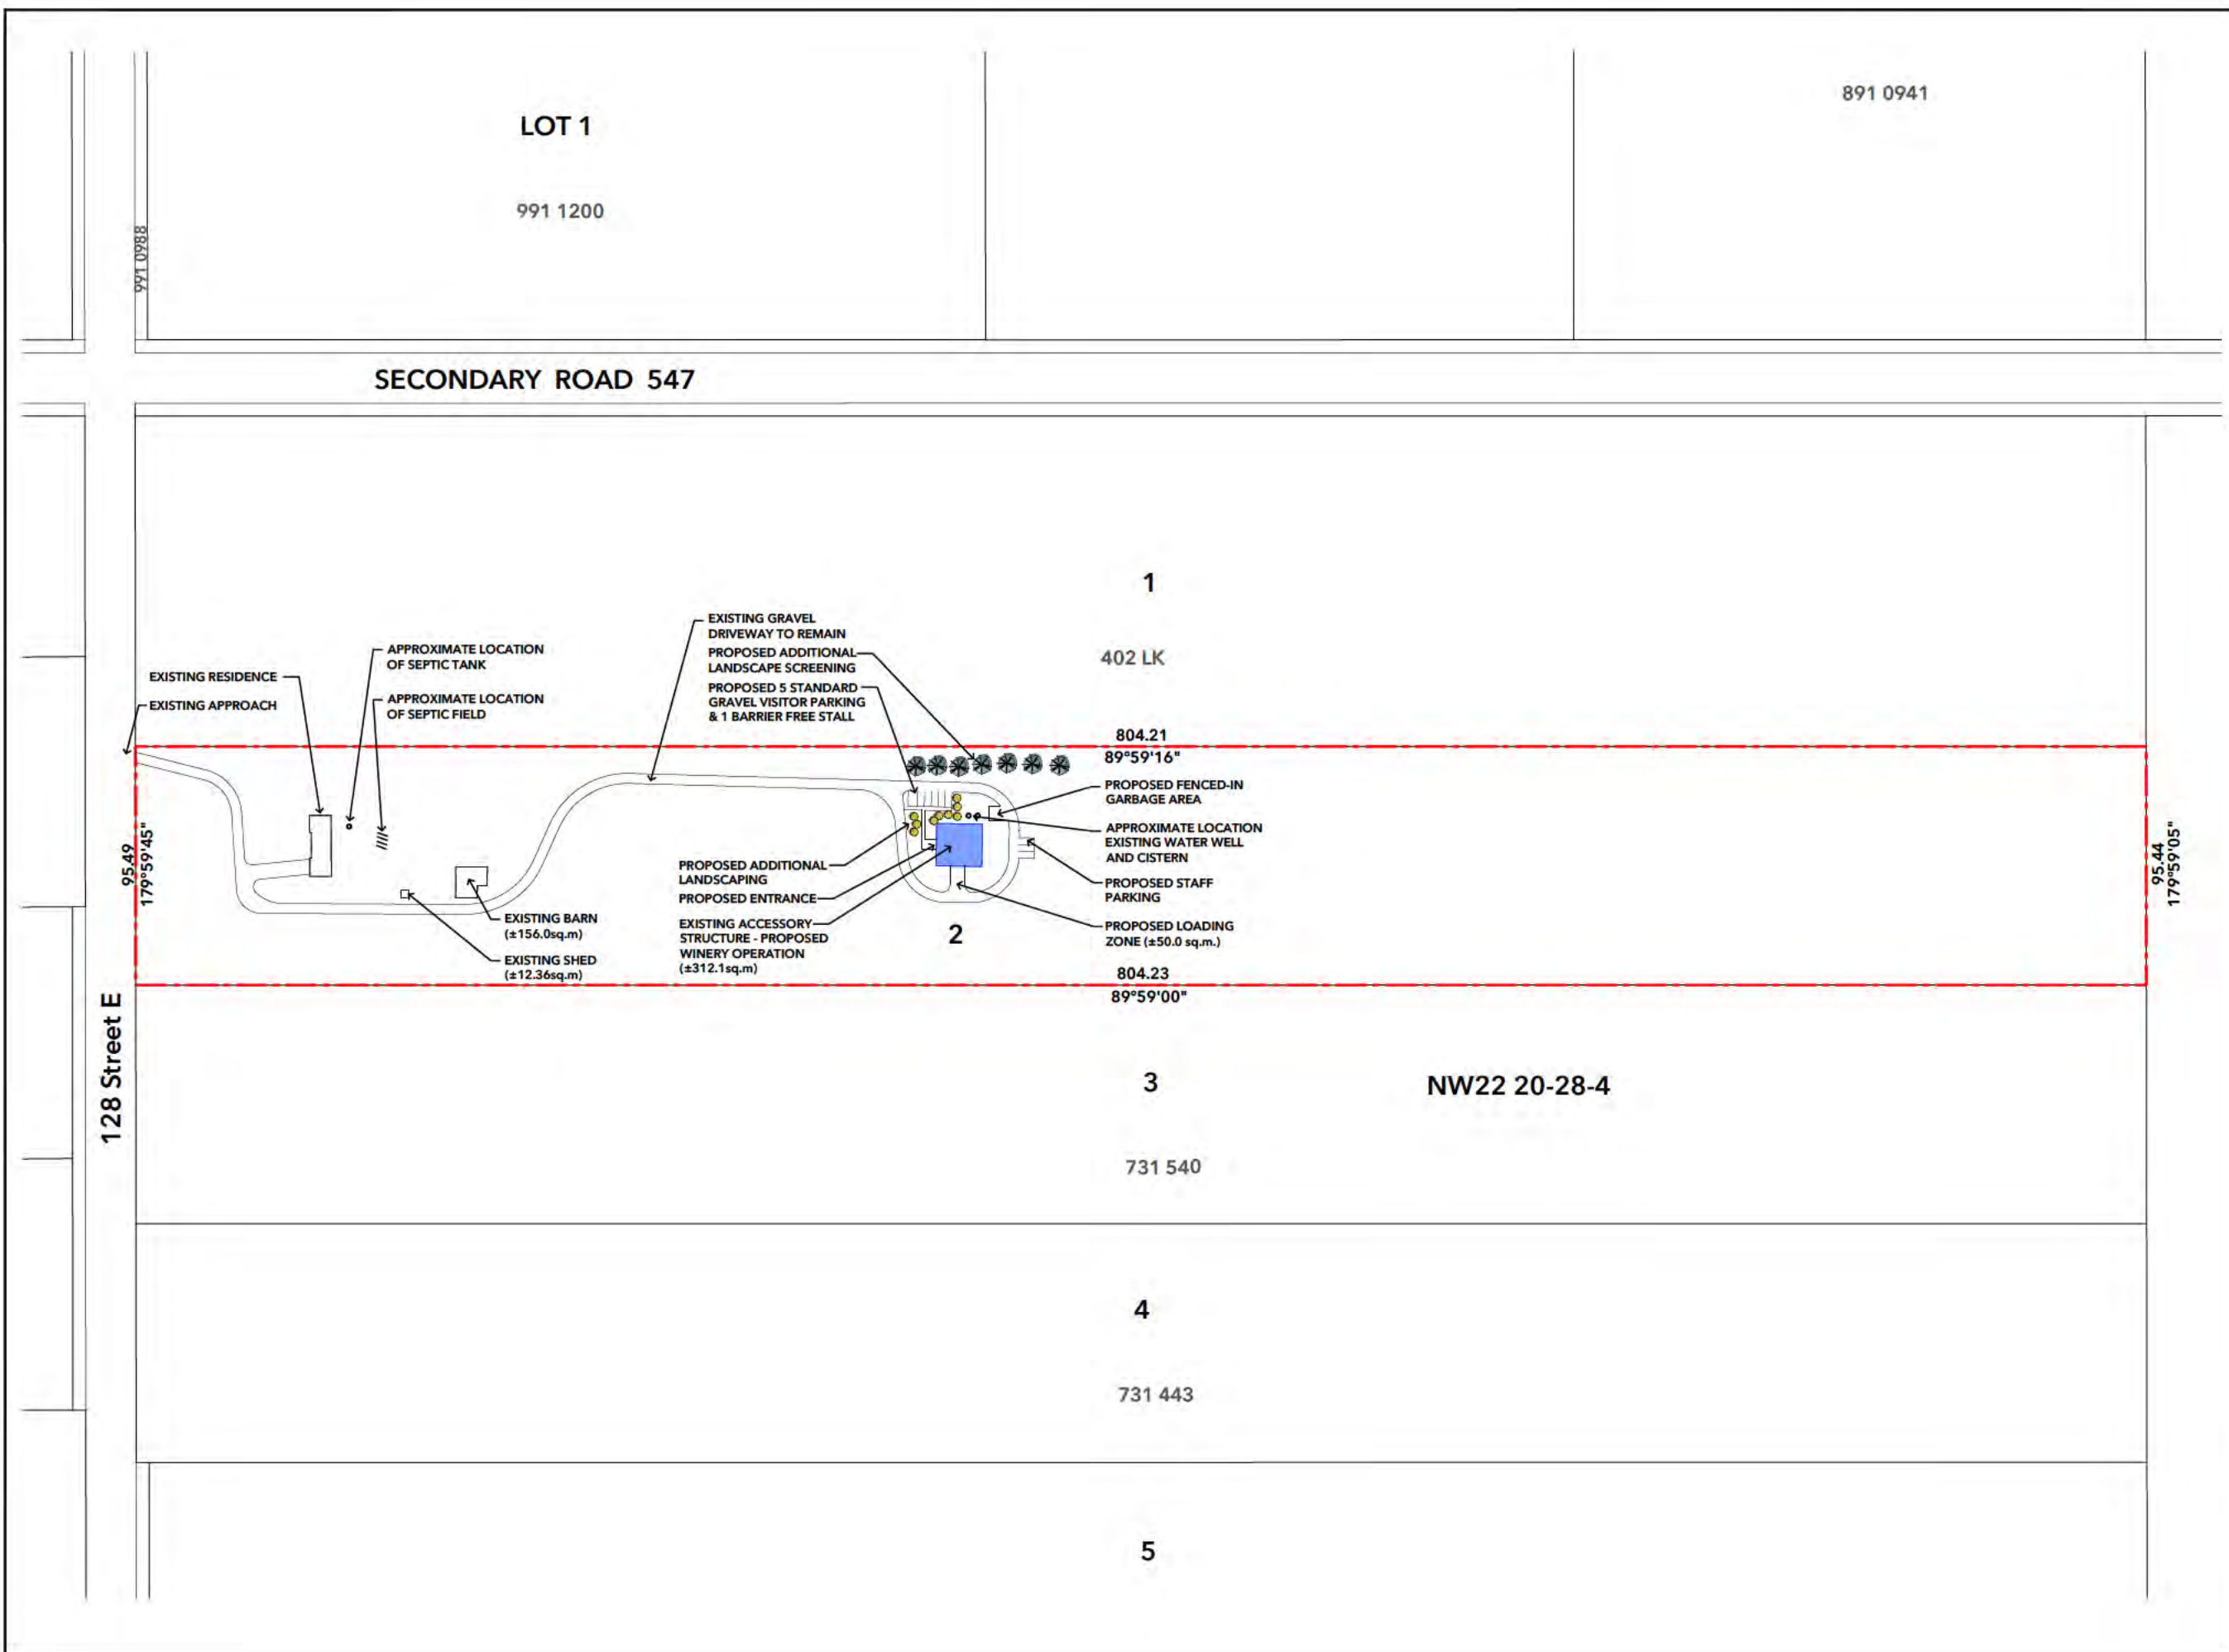 LOT 1
991 1200
891 0941
991 0988
SECONDARY ROAD 547
1
402 LK
EXISTING GRAVEL
DRIVEWAY TO REMAIN
PROPOSED ADDITIONAL
LANDSCAPE SCREENING
PROPOSED 5 STANDARD
GRAVEL VISITOR PARKING
& 1 BARRIER FREE STALL
APPROXIMATE LOCATION
OF SEPTIC TANK
EXISTING RESIDENCE
APPROXIMATE LOCATION
OF SEPTIC FIELD
EXISTING APPROACH
804.21
89°59'16"
PROPOSED FENCED-IN
GARBAGE AREA
APPROXIMATE LOCATION
EXISTING WATER WELL
AND CISTERN
PROPOSED STAFF
PARKING
PROPOSED LOADING
ZONE (±50.0 sq.m.)
95.49
179°59'45"
95.44
179°59'05"
PROPOSED ADDITIONAL
LANDSCAPING
PROPOSED ENTRANCE
EXISTING ACCESSORY
STRUCTURE - PROPOSED
WINERY OPERATION
(±312.1sq.m)
EXISTING BARN
(±156.0sq.m)
EXISTING SHED
(±12.36sq.m)
2
804.23
89°59'00"
128 Street E
3
NW22 20-28-4
731 540
4
731 443
5